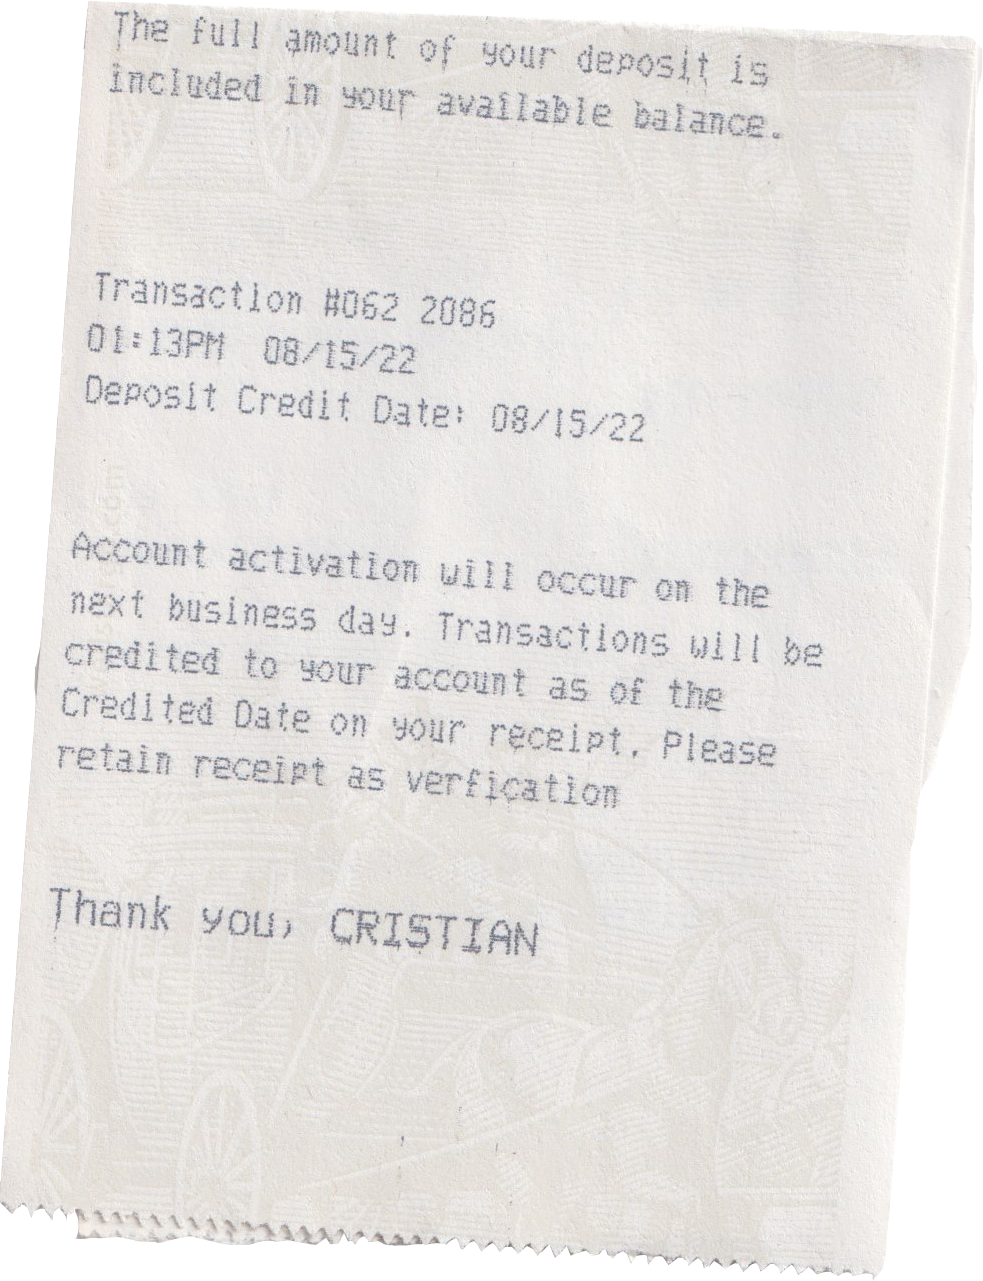 The full amount of your deposit is
included in your available balance.
Transaction #062 2086
01:13PM 08/15/22
Deposit Credit Date: 08/15/22
Account activation will occur on the
next business day. Transactions will be
credited to your account as of the
Credited Date on your receipt. Please
retain receipt as verfication
Thank you, CRISTIAN